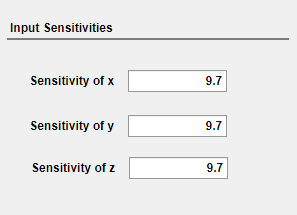 Input Sensitivities
Sensitivity of x 9.7
Sensitivity of y 9.7
Sensitivity of z 9.7